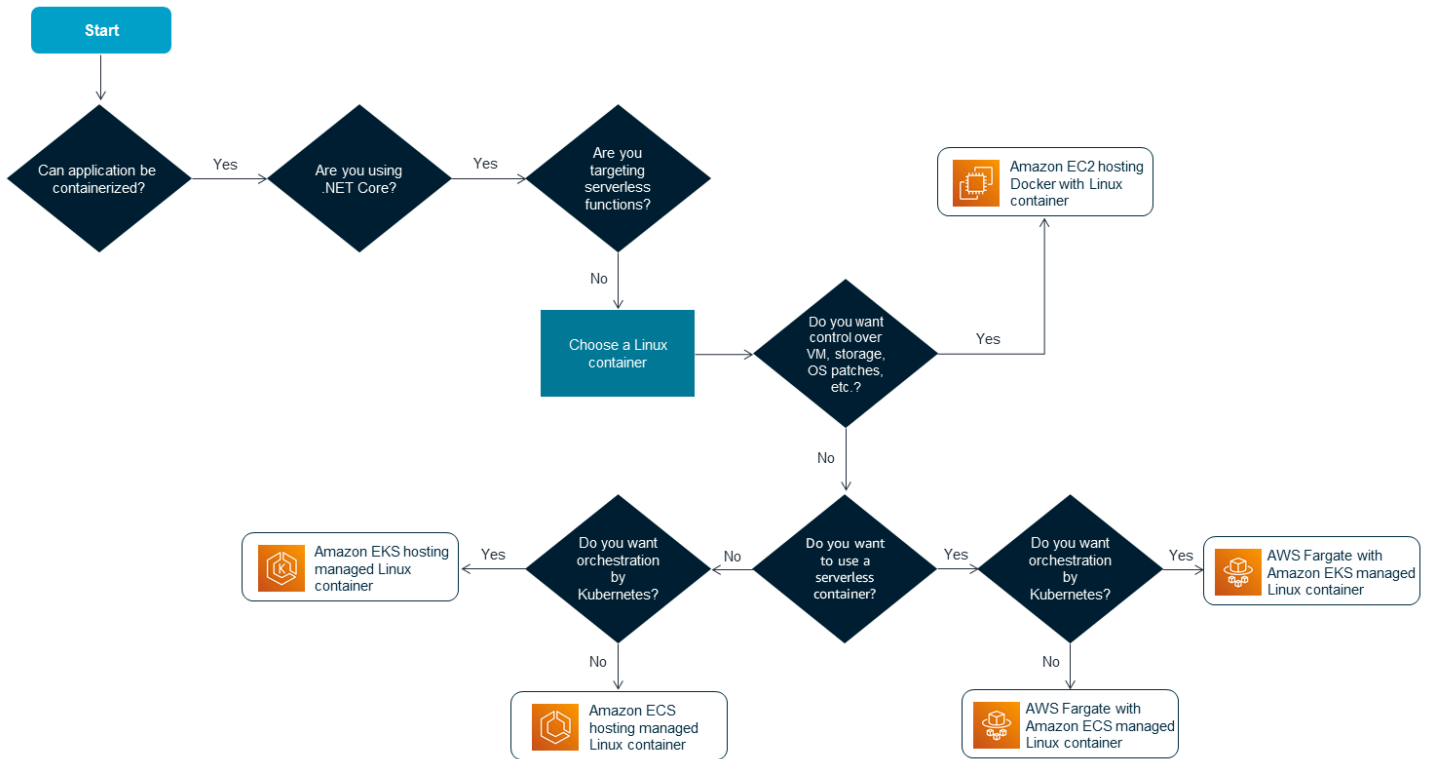 Start
Can application be
containerized?
Yes
Are you using
.NET Core?
Yes
Are you
targeting
serverless
functions?
No
Choose a Linux
container
Do you want
control over
VM, storage,
OS patches,
etc.?
Yes
Amazon EC2 hosting
Docker with Linux
container
No
Do you want
to use a
serverless
container?
No
Do you want
orchestration
by
Kubernetes?
Yes
Amazon EKS hosting
managed Linux
container
No
Amazon ECS
hosting managed
Linux container
Yes
Do you want
orchestration
by
Kubernetes?
Yes
AWS Fargate with
Amazon EKS managed
Linux container
No
AWS Fargate with
Amazon ECS managed
Linux container